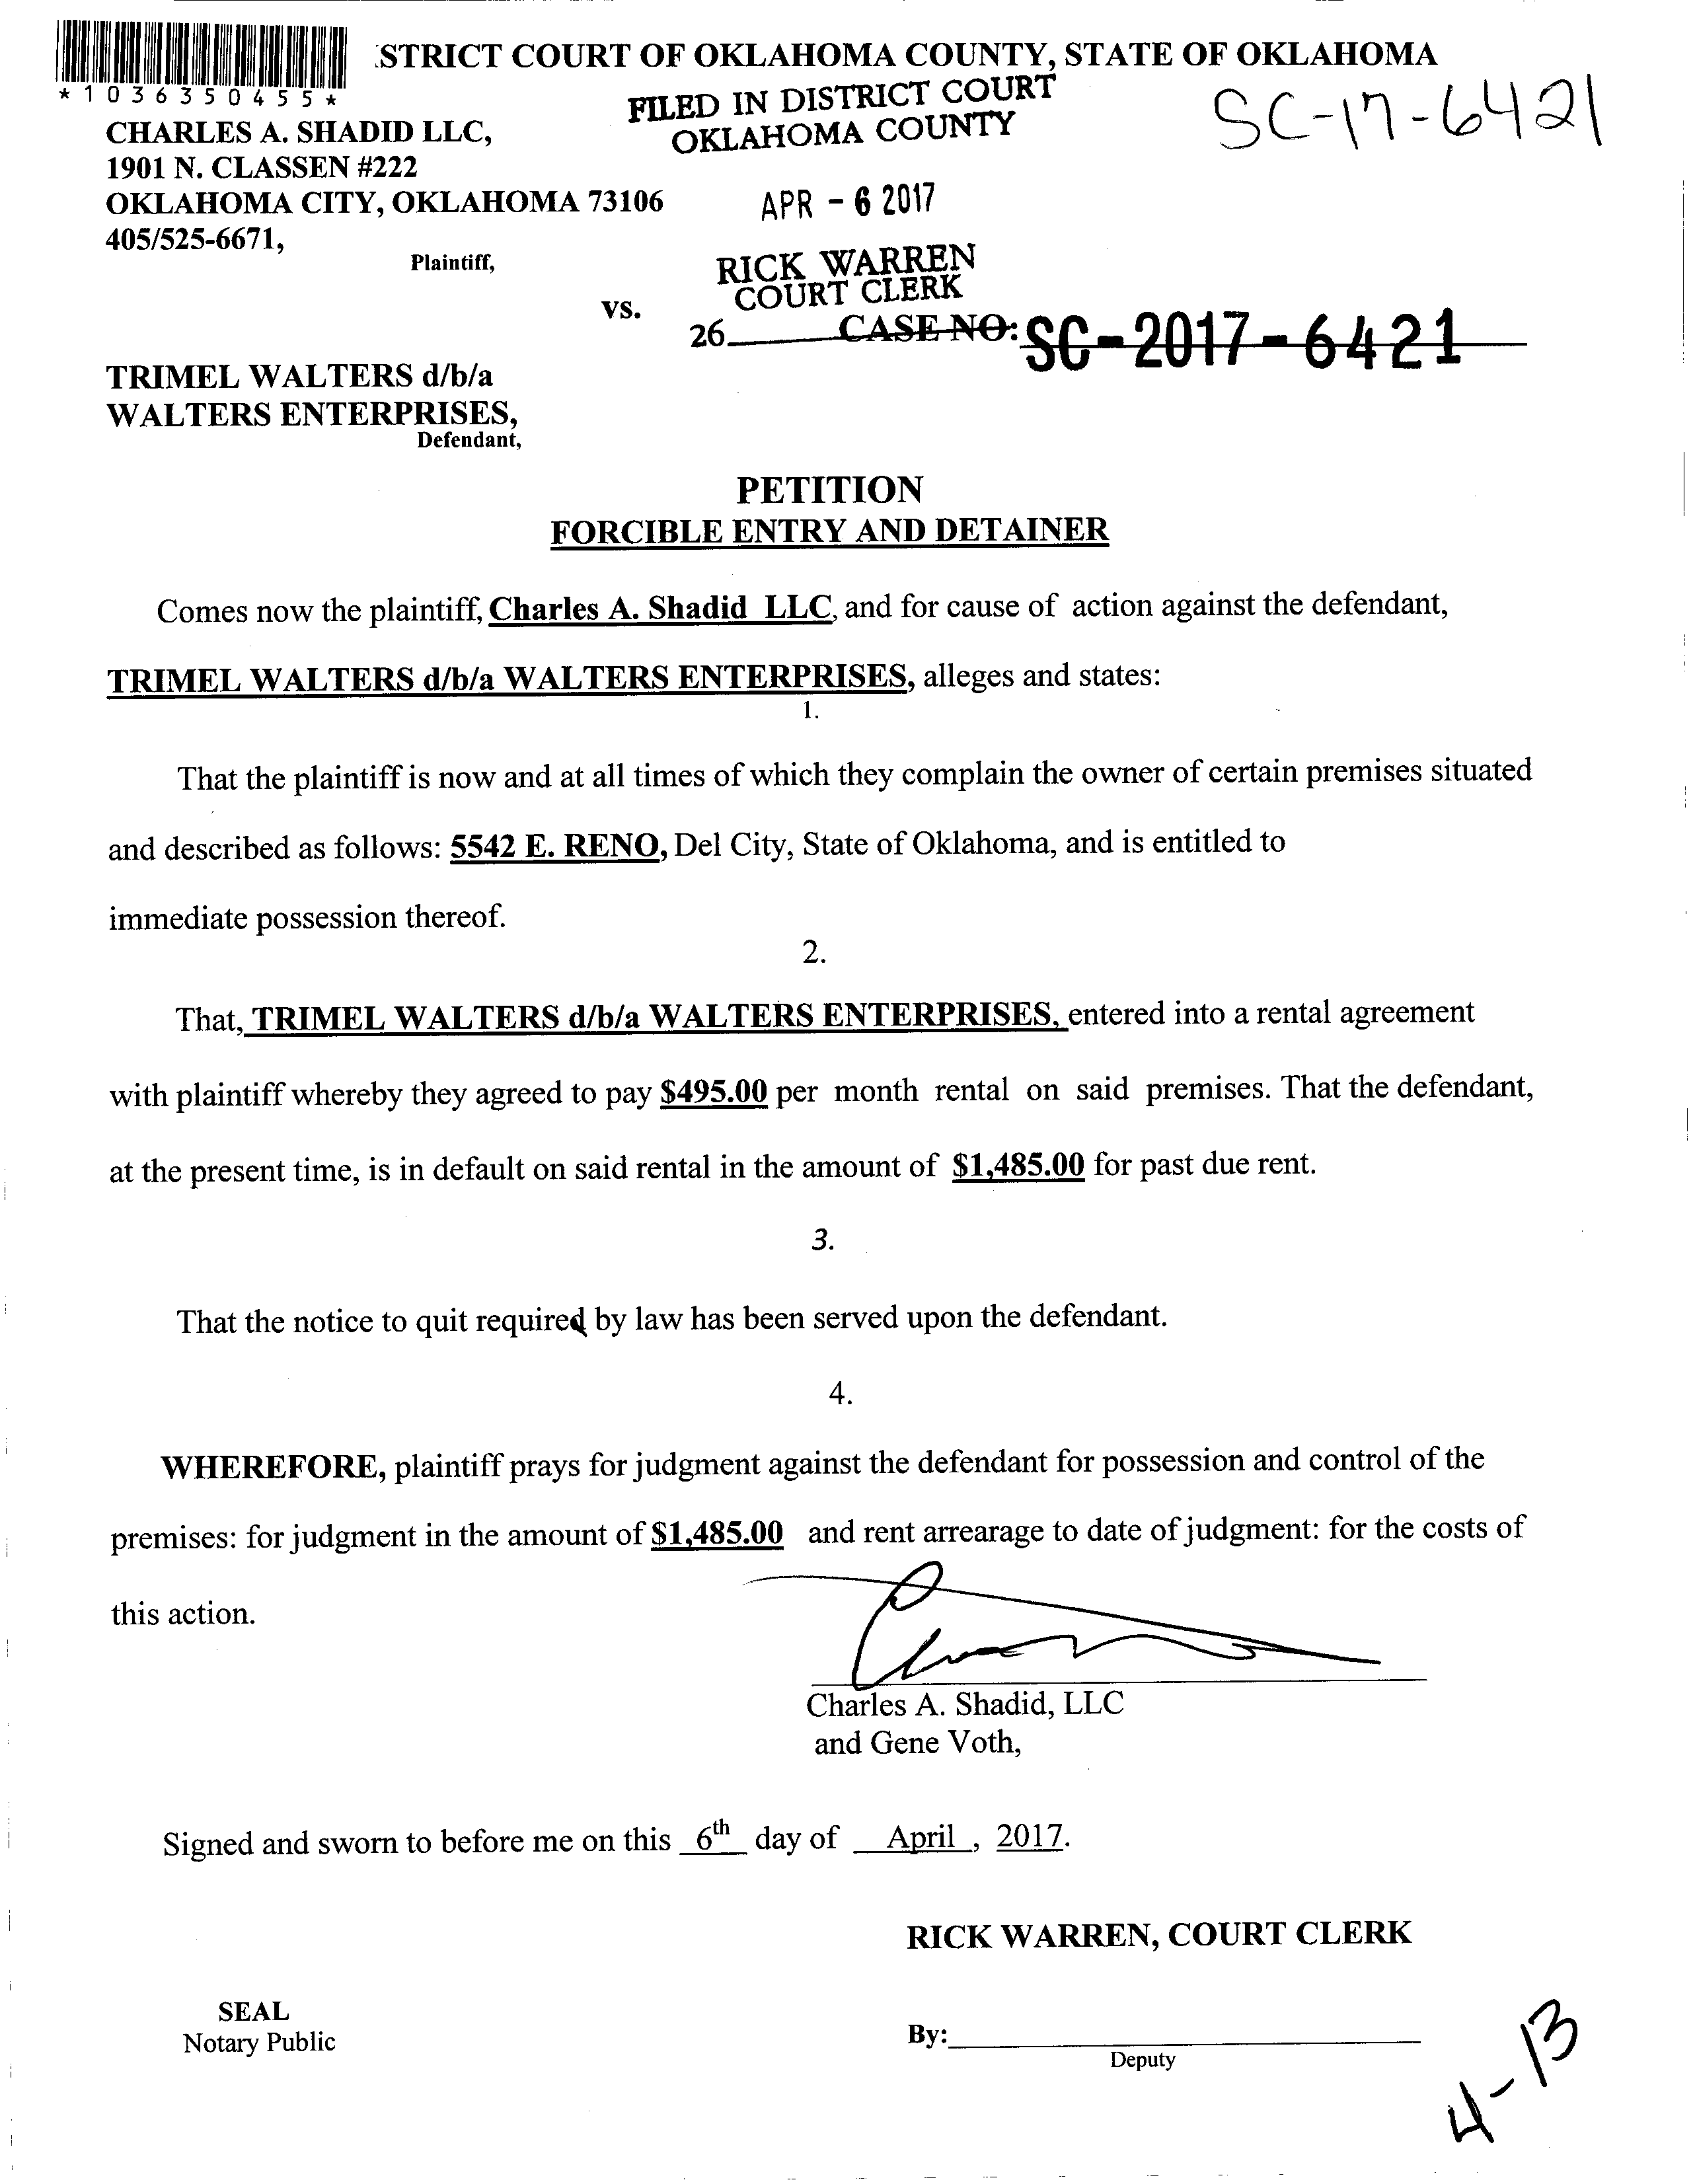 STRICT COURT OF OKLAHOMA COUNTY, STATE OF OKLAHOMA
*1036350455*
FILED IN DISTRICT COURT
OKLAHOMA COUNTY
SC-17-6421
CHARLES A. SHADID LLC,
1901 N. CLASSEN #222
OKLAHOMA CITY, OKLAHOMA 73106
APR - 6 2017
405/525-6671,
Plaintiff,
RICK WARREN
COURT CLERK
vs.
26 CASE NO: SC-2017-6421
TRIMEL WALTERS d/b/a
WALTERS ENTERPRISES,
Defendant,
PETITION
FORCIBLE ENTRY AND DETAINER
Comes now the plaintiff, Charles A. Shadid LLC, and for cause of action against the defendant,
TRIMEL WALTERS d/b/a WALTERS ENTERPRISES, alleges and states:
1.
That the plaintiff is now and at all times of which they complain the owner of certain premises situated
and described as follows: 5542 E. RENO, Del City, State of Oklahoma, and is entitled to
immediate possession thereof.
2.
That, TRIMEL WALTERS d/b/a WALTERS ENTERPRISES, entered into a rental agreement
with plaintiff whereby they agreed to pay $495.00 per month rental on said premises. That the defendant,
at the present time, is in default on said rental in the amount of $1,485.00 for past due rent.
3.
That the notice to quit required by law has been served upon the defendant.
4.
WHEREFORE, plaintiff prays for judgment against the defendant for possession and control of the
premises: for judgment in the amount of $1,485.00 and rent arrearage to date of judgment: for the costs of
this action.
Charles A. Shadid, LLC
and Gene Voth,
Signed and sworn to before me on this 6th day of April, 2017.
RICK WARREN, COURT CLERK
SEAL
Notary Public
By:
Deputy
4-13